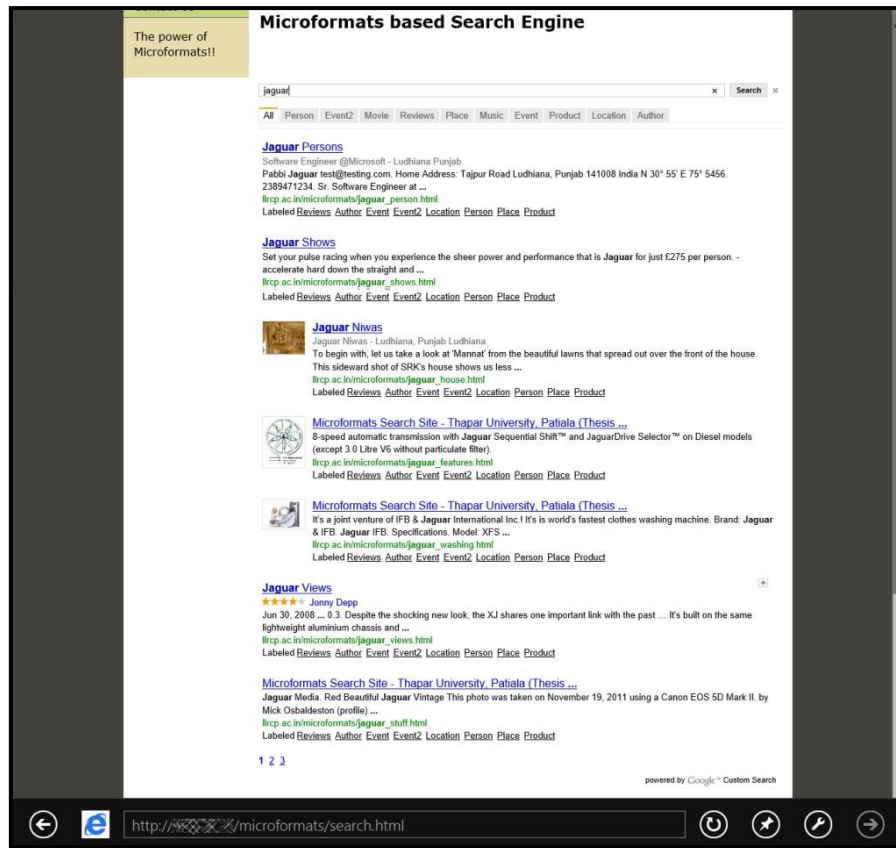 The power of
Microformats!!
Microformats based Search Engine
jaguar x Search x
All Person Event2 Movie Reviews Place Music Event Product Location Author
Jaguar Persons
Software Engineer @Microsoft - Ludhiana Punjab
Pabbi Jaguar test@testing.com. Home Address: Tajpur Road Ludhiana, Punjab 141008 India N 30° 55' E 75° 5456.
2389471234. Sr. Software Engineer at ...
llrcp.ac.in/microformats/jaguar_person.html
Labeled Reviews Author Event Event2 Location Person Place Product
Jaguar Shows
Set your pulse racing when you experience the sheer power and performance that is Jaguar for just £275 per person. -
accelerate hard down the straight and ...
llrcp.ac.in/microformats/jaguar_shows.html
Labeled Reviews Author Event Event2 Location Person Place Product
Jaguar Niwas
Jaguar Niwas - Ludhiana, Punjab Ludhiana
To begin with, let us take a look at 'Mannat' from the beautiful lawns that spread out over the front of the house.
This sideward shot of SRK's house shows us less ...
llrcp.ac.in/microformats/jaguar_house.html
Labeled Reviews Author Event Event2 Location Person Place Product
Microformats Search Site - Thapar University, Patiala (Thesis ...
8-speed automatic transmission with Jaguar Sequential Shift™ and JaguarDrive Selector™ on Diesel models
(except 3.0 Litre V6 without particulate filter).
llrcp.ac.in/microformats/jaguar_features.html
Labeled Reviews Author Event Event2 Location Person Place Product
Microformats Search Site - Thapar University, Patiala (Thesis ...
It's a joint venture of IFB & Jaguar International Inc.! It's is world's fastest clothes washing machine. Brand: Jaguar
& IFB. Jaguar IFB. Specifications. Model: XFS ...
llrcp.ac.in/microformats/jaguar_washing.html
Labeled Reviews Author Event Event2 Location Person Place Product
Jaguar Views
Jonny Depp
Jun 30, 2008 ... 0.3. Despite the shocking new look, the XJ shares one important link with the past … It's built on the same
lightweight aluminium chassis and ...
llrcp.ac.in/microformats/jaguar_views.html
Labeled Reviews Author Event Event2 Location Person Place Product
Microformats Search Site - Thapar University, Patiala (Thesis ...
Jaguar Media. Red Beautiful Jaguar Vintage This photo was taken on November 19, 2011 using a Canon EOS 5D Mark II. by
Mick Osbaldeston (profile) ...
llrcp.ac.in/microformats/jaguar_stuff.html
Labeled Reviews Author Event Event2 Location Person Place Product
1 2 3
powered by Google™ Custom Search
http:// /microformats/search.html